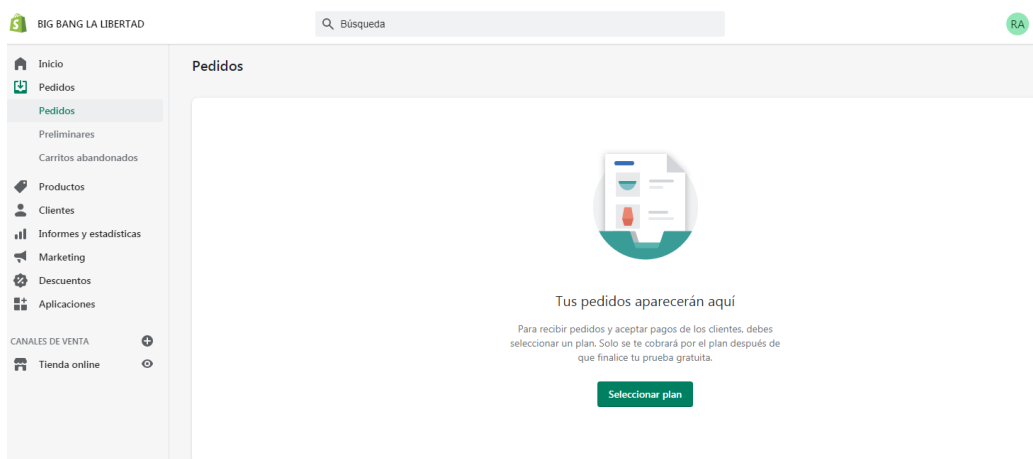 BIG BANG LA LIBERTAD
Búsqueda
RA
Inicio
Pedidos
Pedidos
Preliminares
Carritos abandonados
Productos
Clientes
Informes y estadísticas
Marketing
Descuentos
Aplicaciones
CANALES DE VENTA
Tienda online
Pedidos
Tus pedidos aparecerán aquí
Para recibir pedidos y aceptar pagos de los clientes, debes
seleccionar un plan. Solo se te cobrará por el plan después de
que finalice tu prueba gratuita.
Seleccionar plan